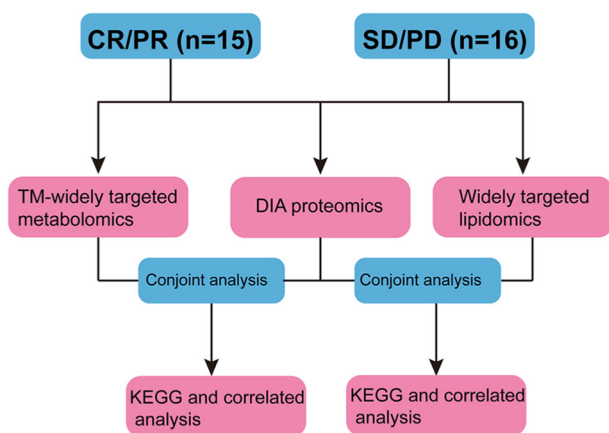 CR/PR (n=15)
SD/PD (n=16)
TM-widely targeted
metabolomics
DIA proteomics
Widely targeted
lipidomics
Conjoint analysis
Conjoint analysis
KEGG and correlated
analysis
KEGG and correlated
analysis